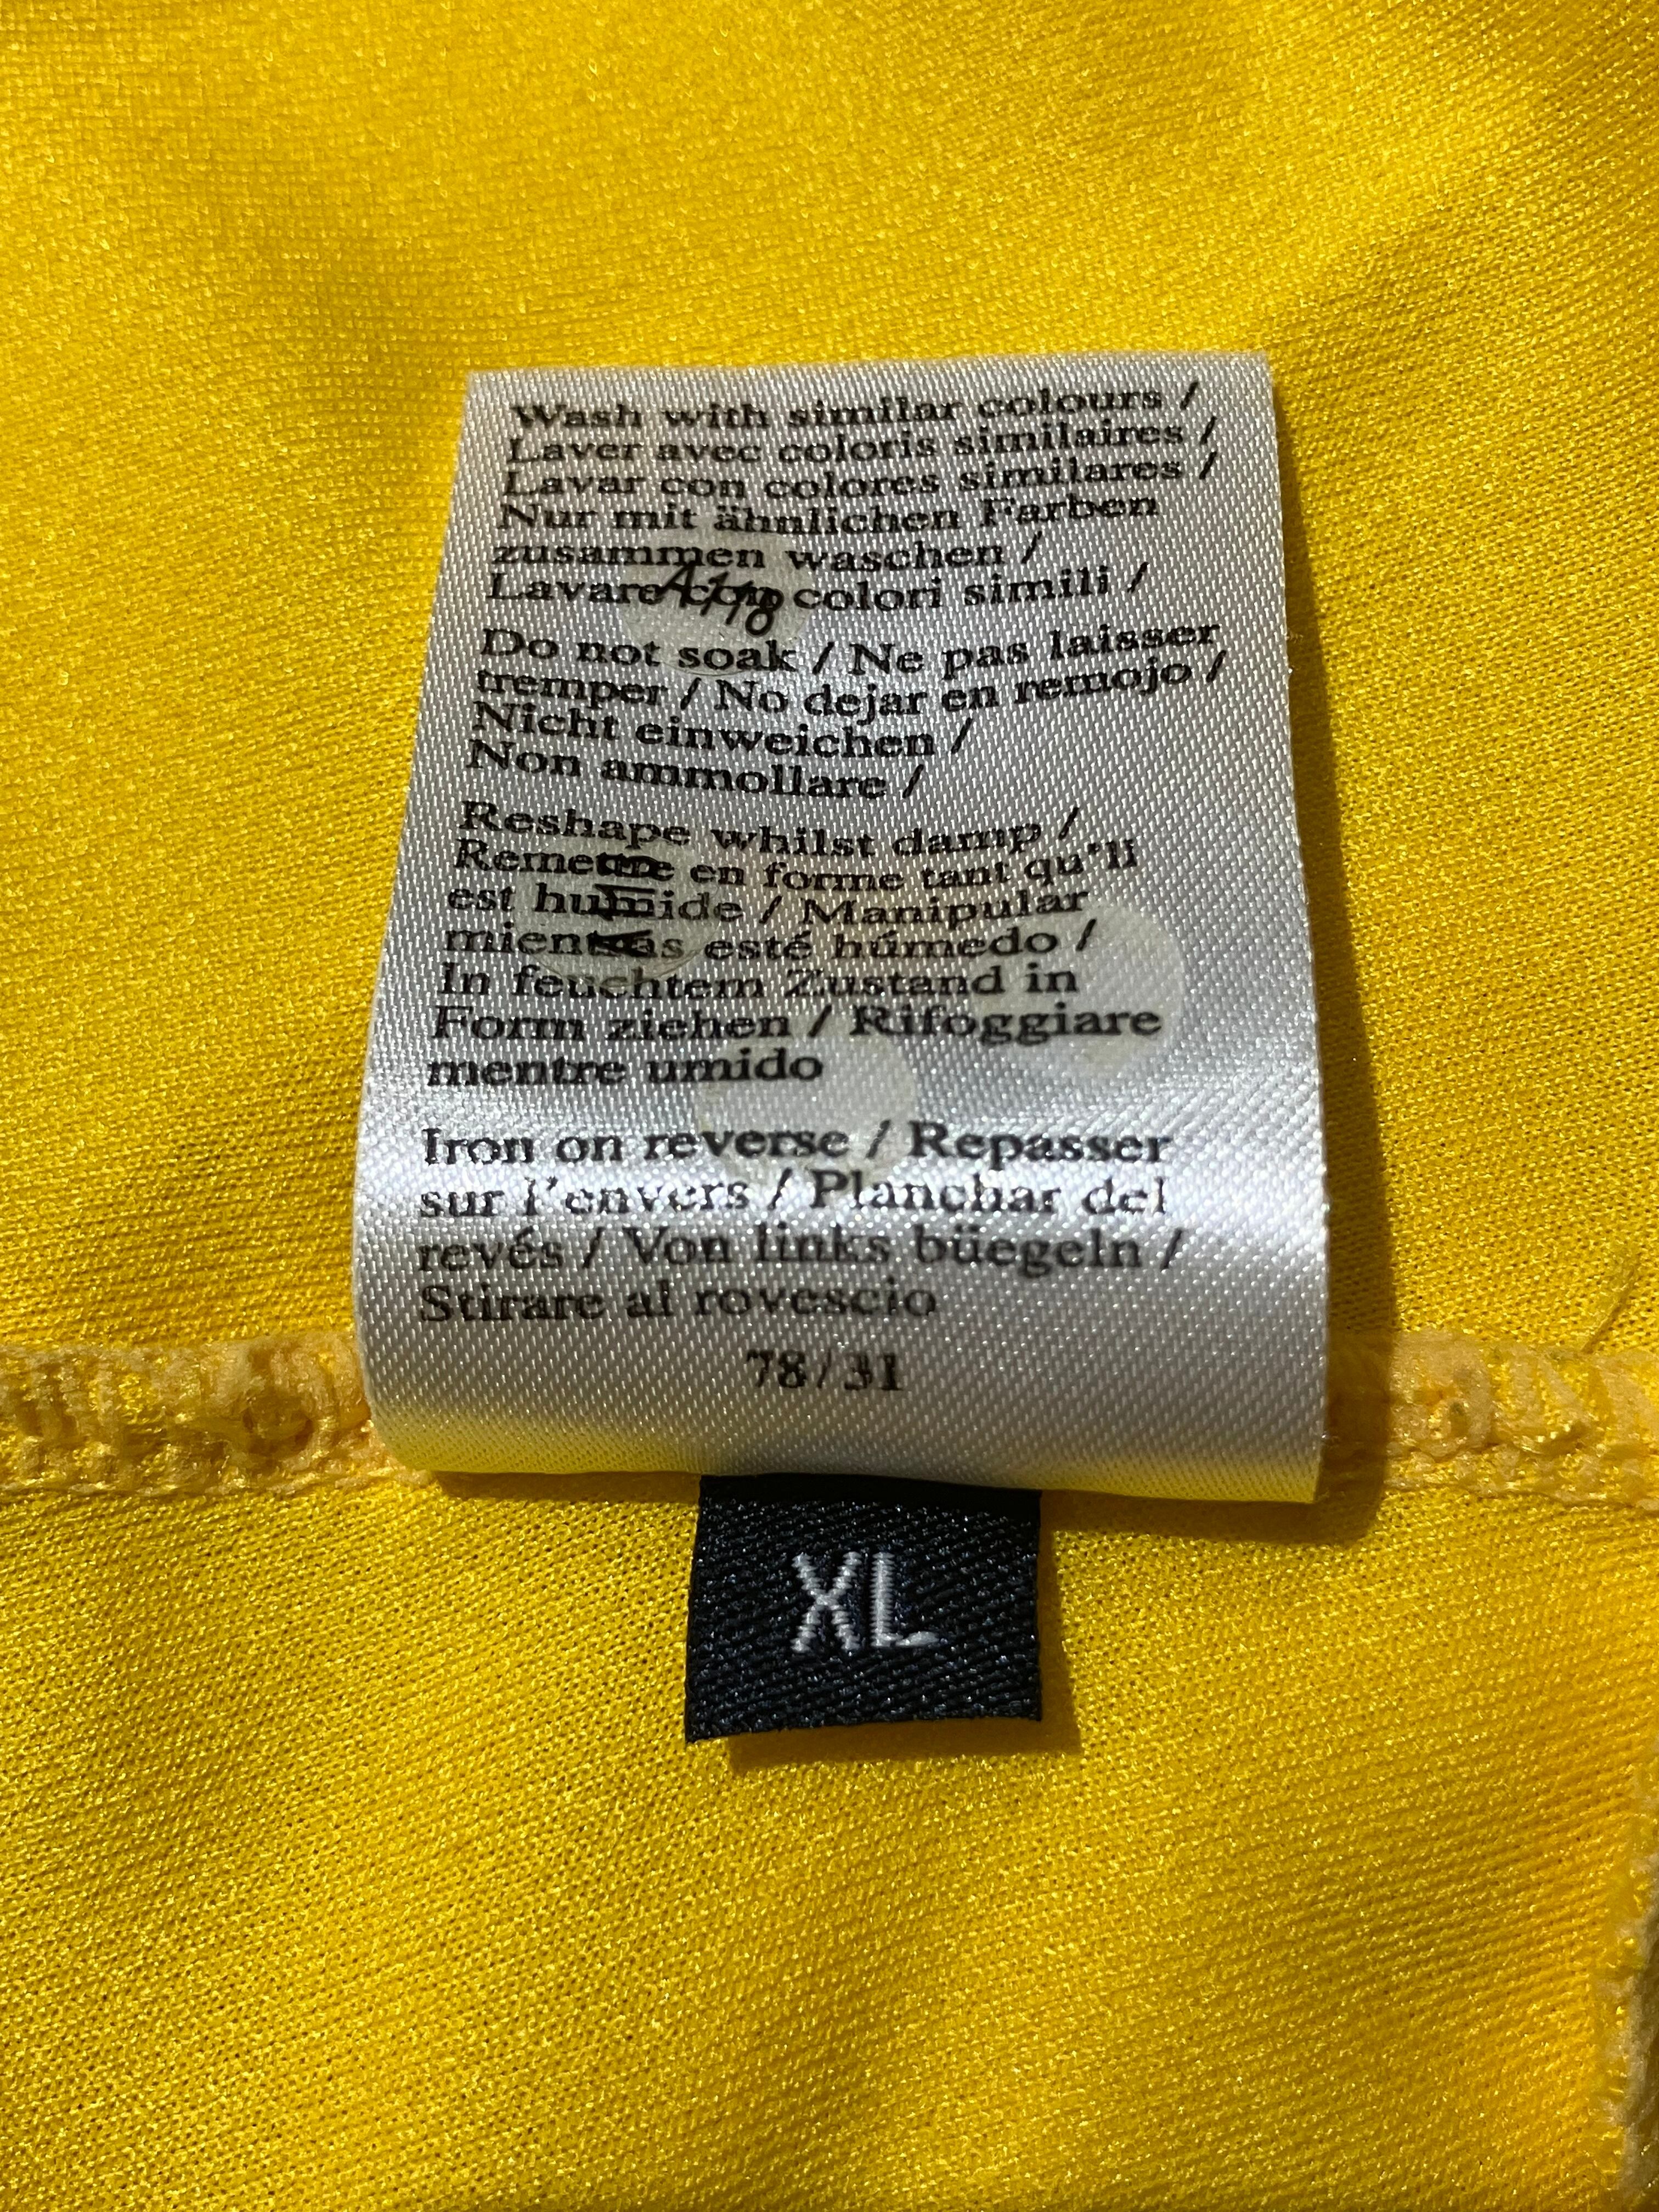 Wash with similar colours /
Laver avec coloris similaires /
Lavar con colores similares /
Nur mit ähnlichen Farben
zusammen waschen /
Lavare con colori simili /
Do not soak / Ne pas laisser
tremper / No dejar en remojo /
Nicht einweichen /
Non ammollare /
Reshape whilst damp /
Remettre en forme tant qu'li
est humide / Manipular
mientras esté húmedo /
In feuchtem Zustand in
Form ziehen / Rifoggiare
mentre umido
Iron on reverse / Repasser
sur l'envers / Planchar del
revés / Von links büegeln /
Stirare al rovescio
78/31
XL